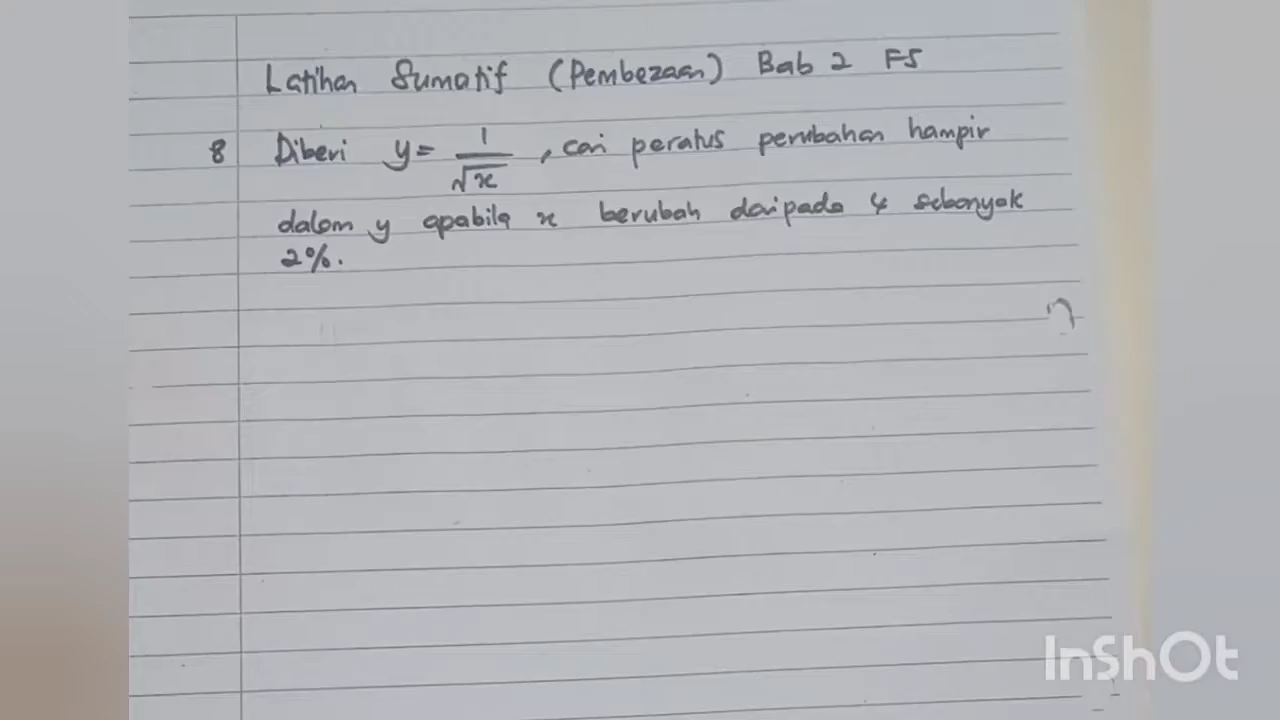 Latihan Sumatif (Pembezaan) Bab 2 F5
8 Diberi y = 1/√x , cari peratus perubahan hampir
dalam y apabila x berubah daripada 4 sebanyak
2%.
InShOt